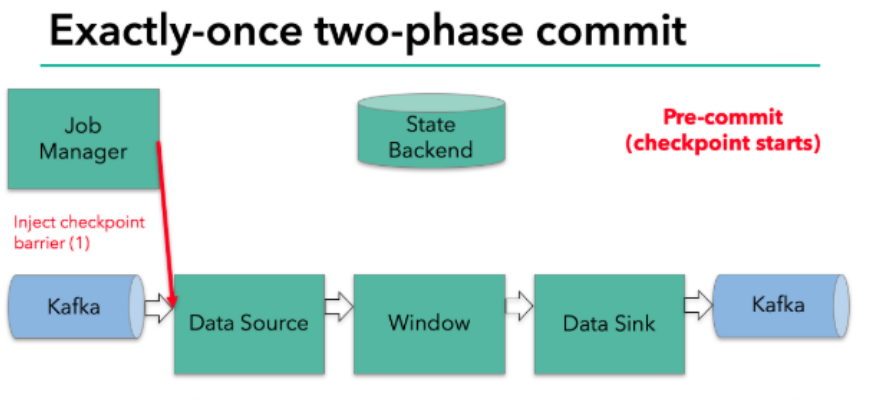 Exactly-once two-phase commit
Job
Manager
State
Backend
Pre-commit
(checkpoint starts)
Inject checkpoint
barrier (1)
Kafka
Data Source
Window
Data Sink
Kafka